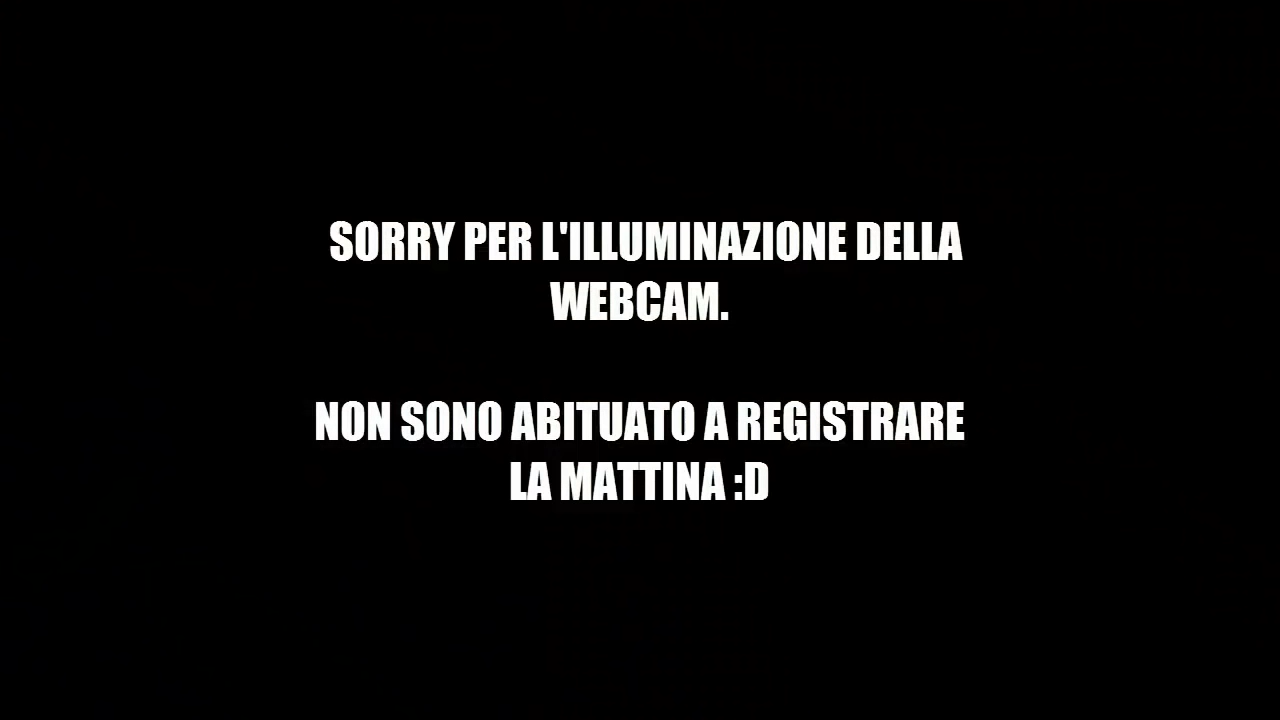 SORRY PER L'ILLUMINAZIONE DELLA
WEBCAM.
NON SONO ABITUATO A REGISTRARE
LA MATTINA :D